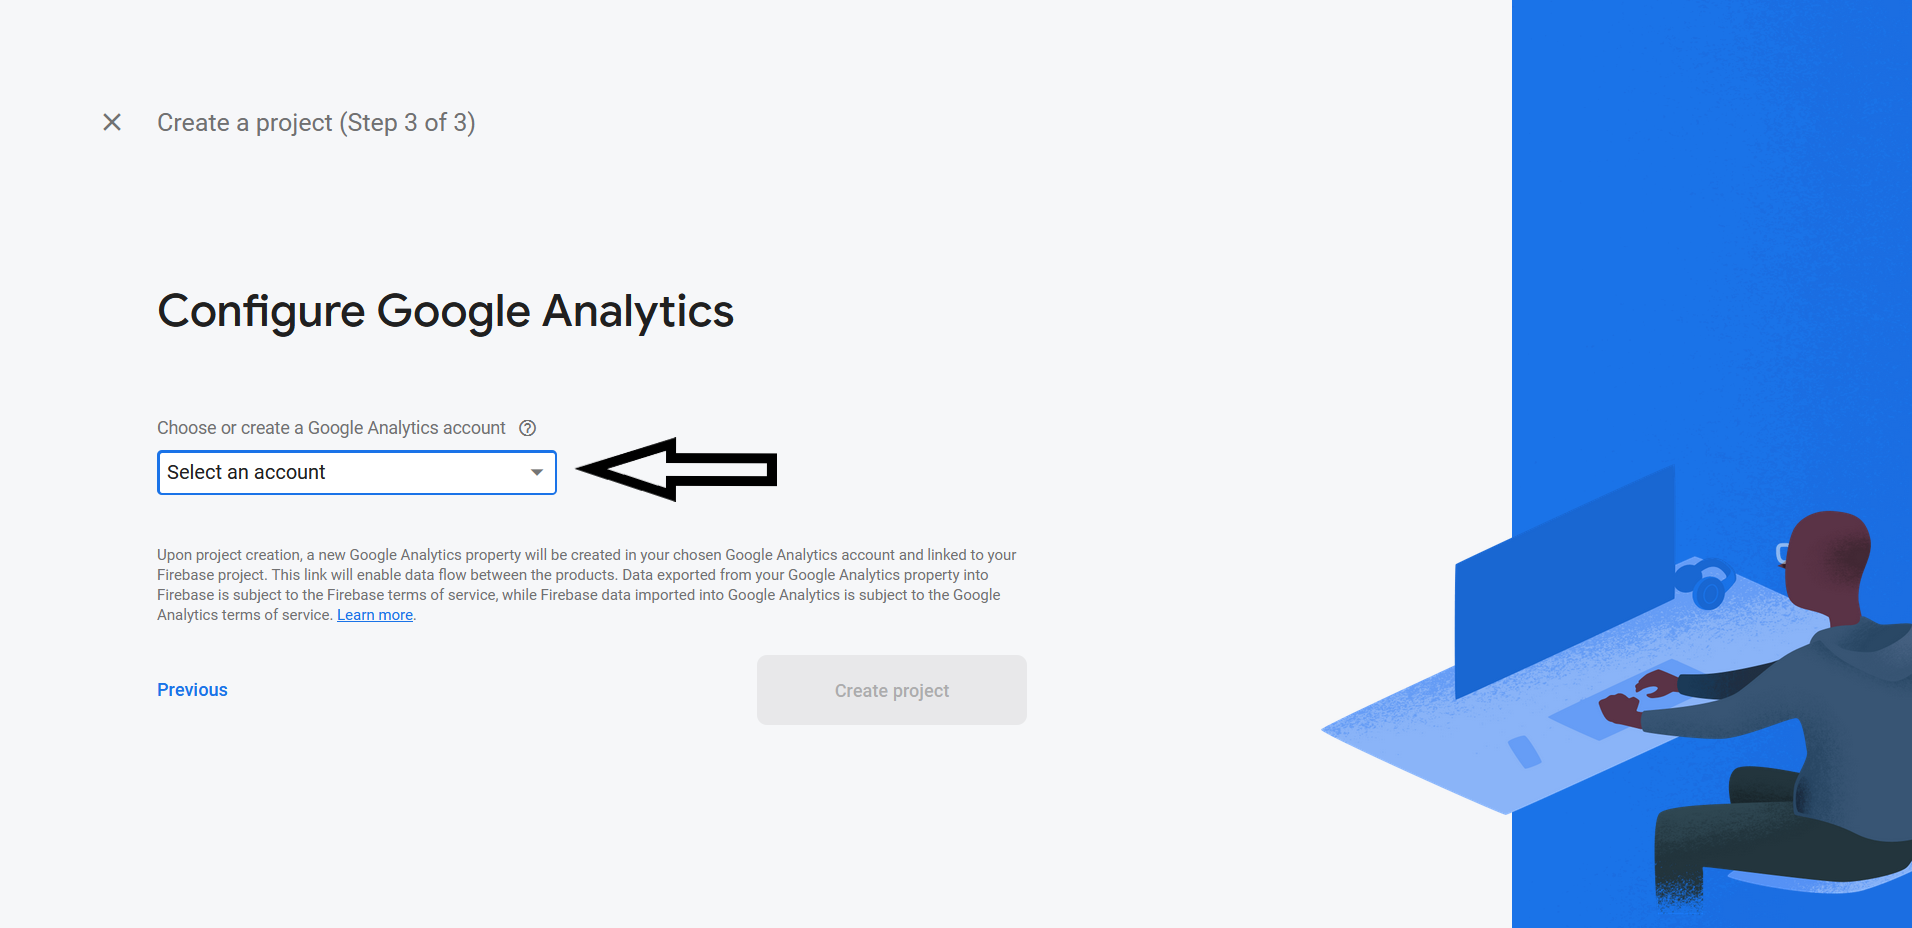 Create a project (Step 3 of 3)
Configure Google Analytics
Choose or create a Google Analytics account
Select an account
Upon project creation, a new Google Analytics property will be created in your chosen Google Analytics account and linked to your
Firebase project. This link will enable data flow between the products. Data exported from your Google Analytics property into
Firebase is subject to the Firebase terms of service, while Firebase data imported into Google Analytics is subject to the Google
Analytics terms of service. Learn more.
Previous
Create project